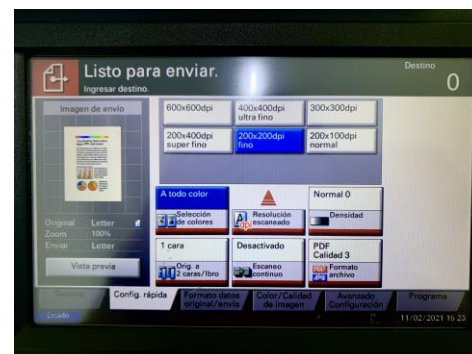 Listo para enviar.
Ingresar destino.
Destino
0
Imagen de envío
Original Letter
Zoom 100%
Enviar Letter
Vista previa
600x600dpi
400x400dpi
ultra fino
300x300dpi
200x400dpi
super fino
200x200dpi
fino
200x100dpi
normal
A todo color
Selección
de colores
Resolución
escaneado
Normal 0
Densidad
1 cara
Orig. a
2 caras/libro
Desactivado
Escaneo
continuo
PDF
Calidad 3
Formato
archivo
Destino
Config. rápida
Formato datos
original/envío
Color/Calidad
de imagen
Avanzado
Configuración
Programa
Estado
11/02/2021 15:23